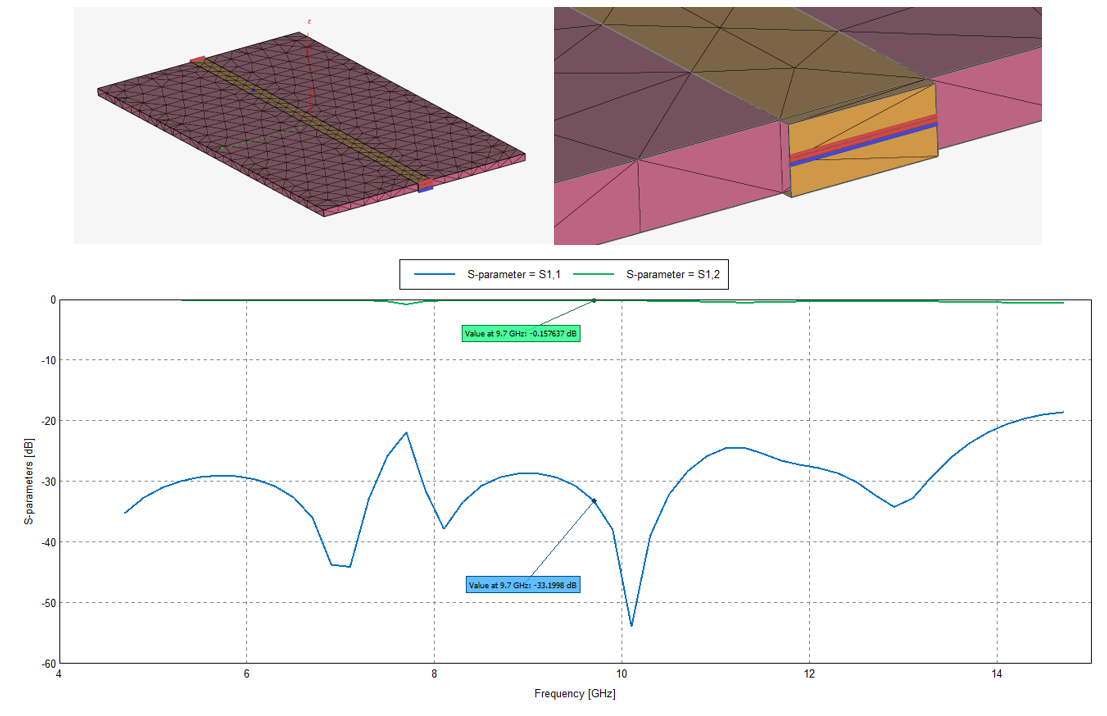 z
S-parameter = S1,1
S-parameter = S1,2
0
-10
-20
-30
-40
-50
-60
S-parameters [dB]
Value at 9.7 GHz: -0.157637 dB
Value at 9.7 GHz: -33.1998 dB
4
6
8
10
12
14
Frequency [GHz]